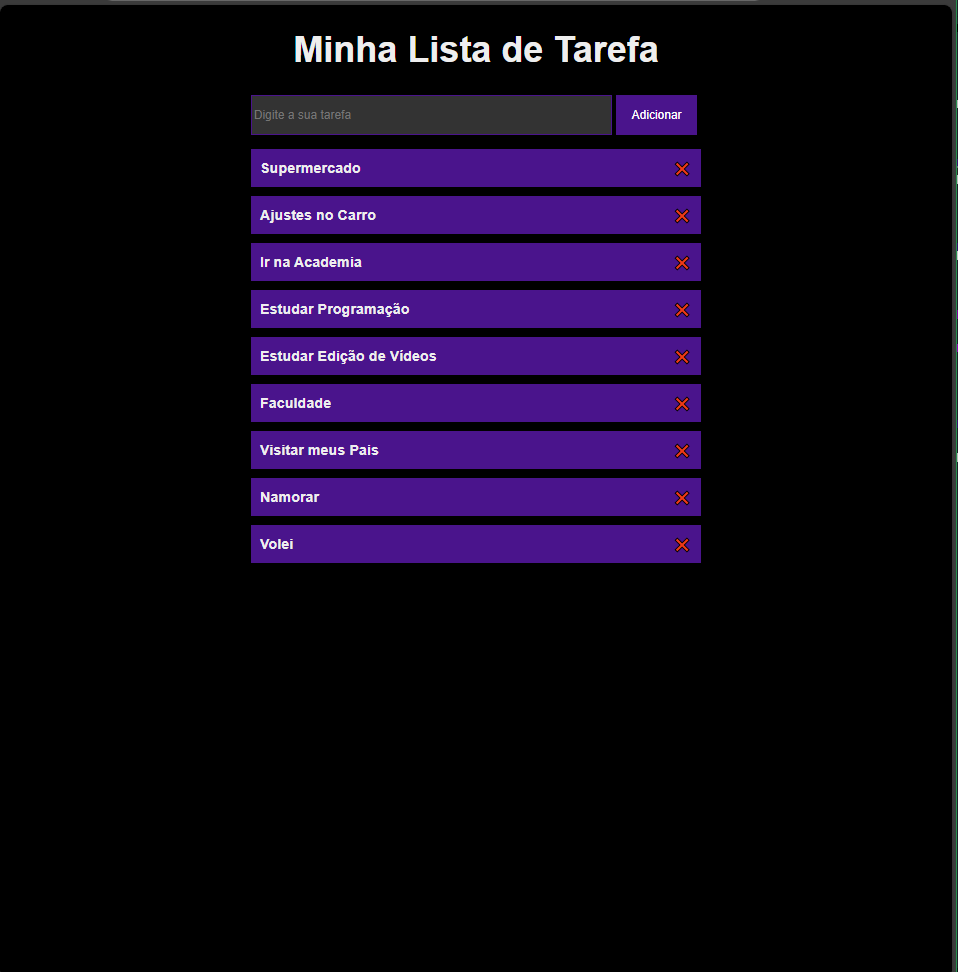 Minha Lista de Tarefa
Digite a sua tarefa
Adicionar
Supermercado
Ajustes no Carro
Ir na Academia
Estudar Programação
Estudar Edição de Vídeos
Faculdade
Visitar meus Pais
Namorar
Volei